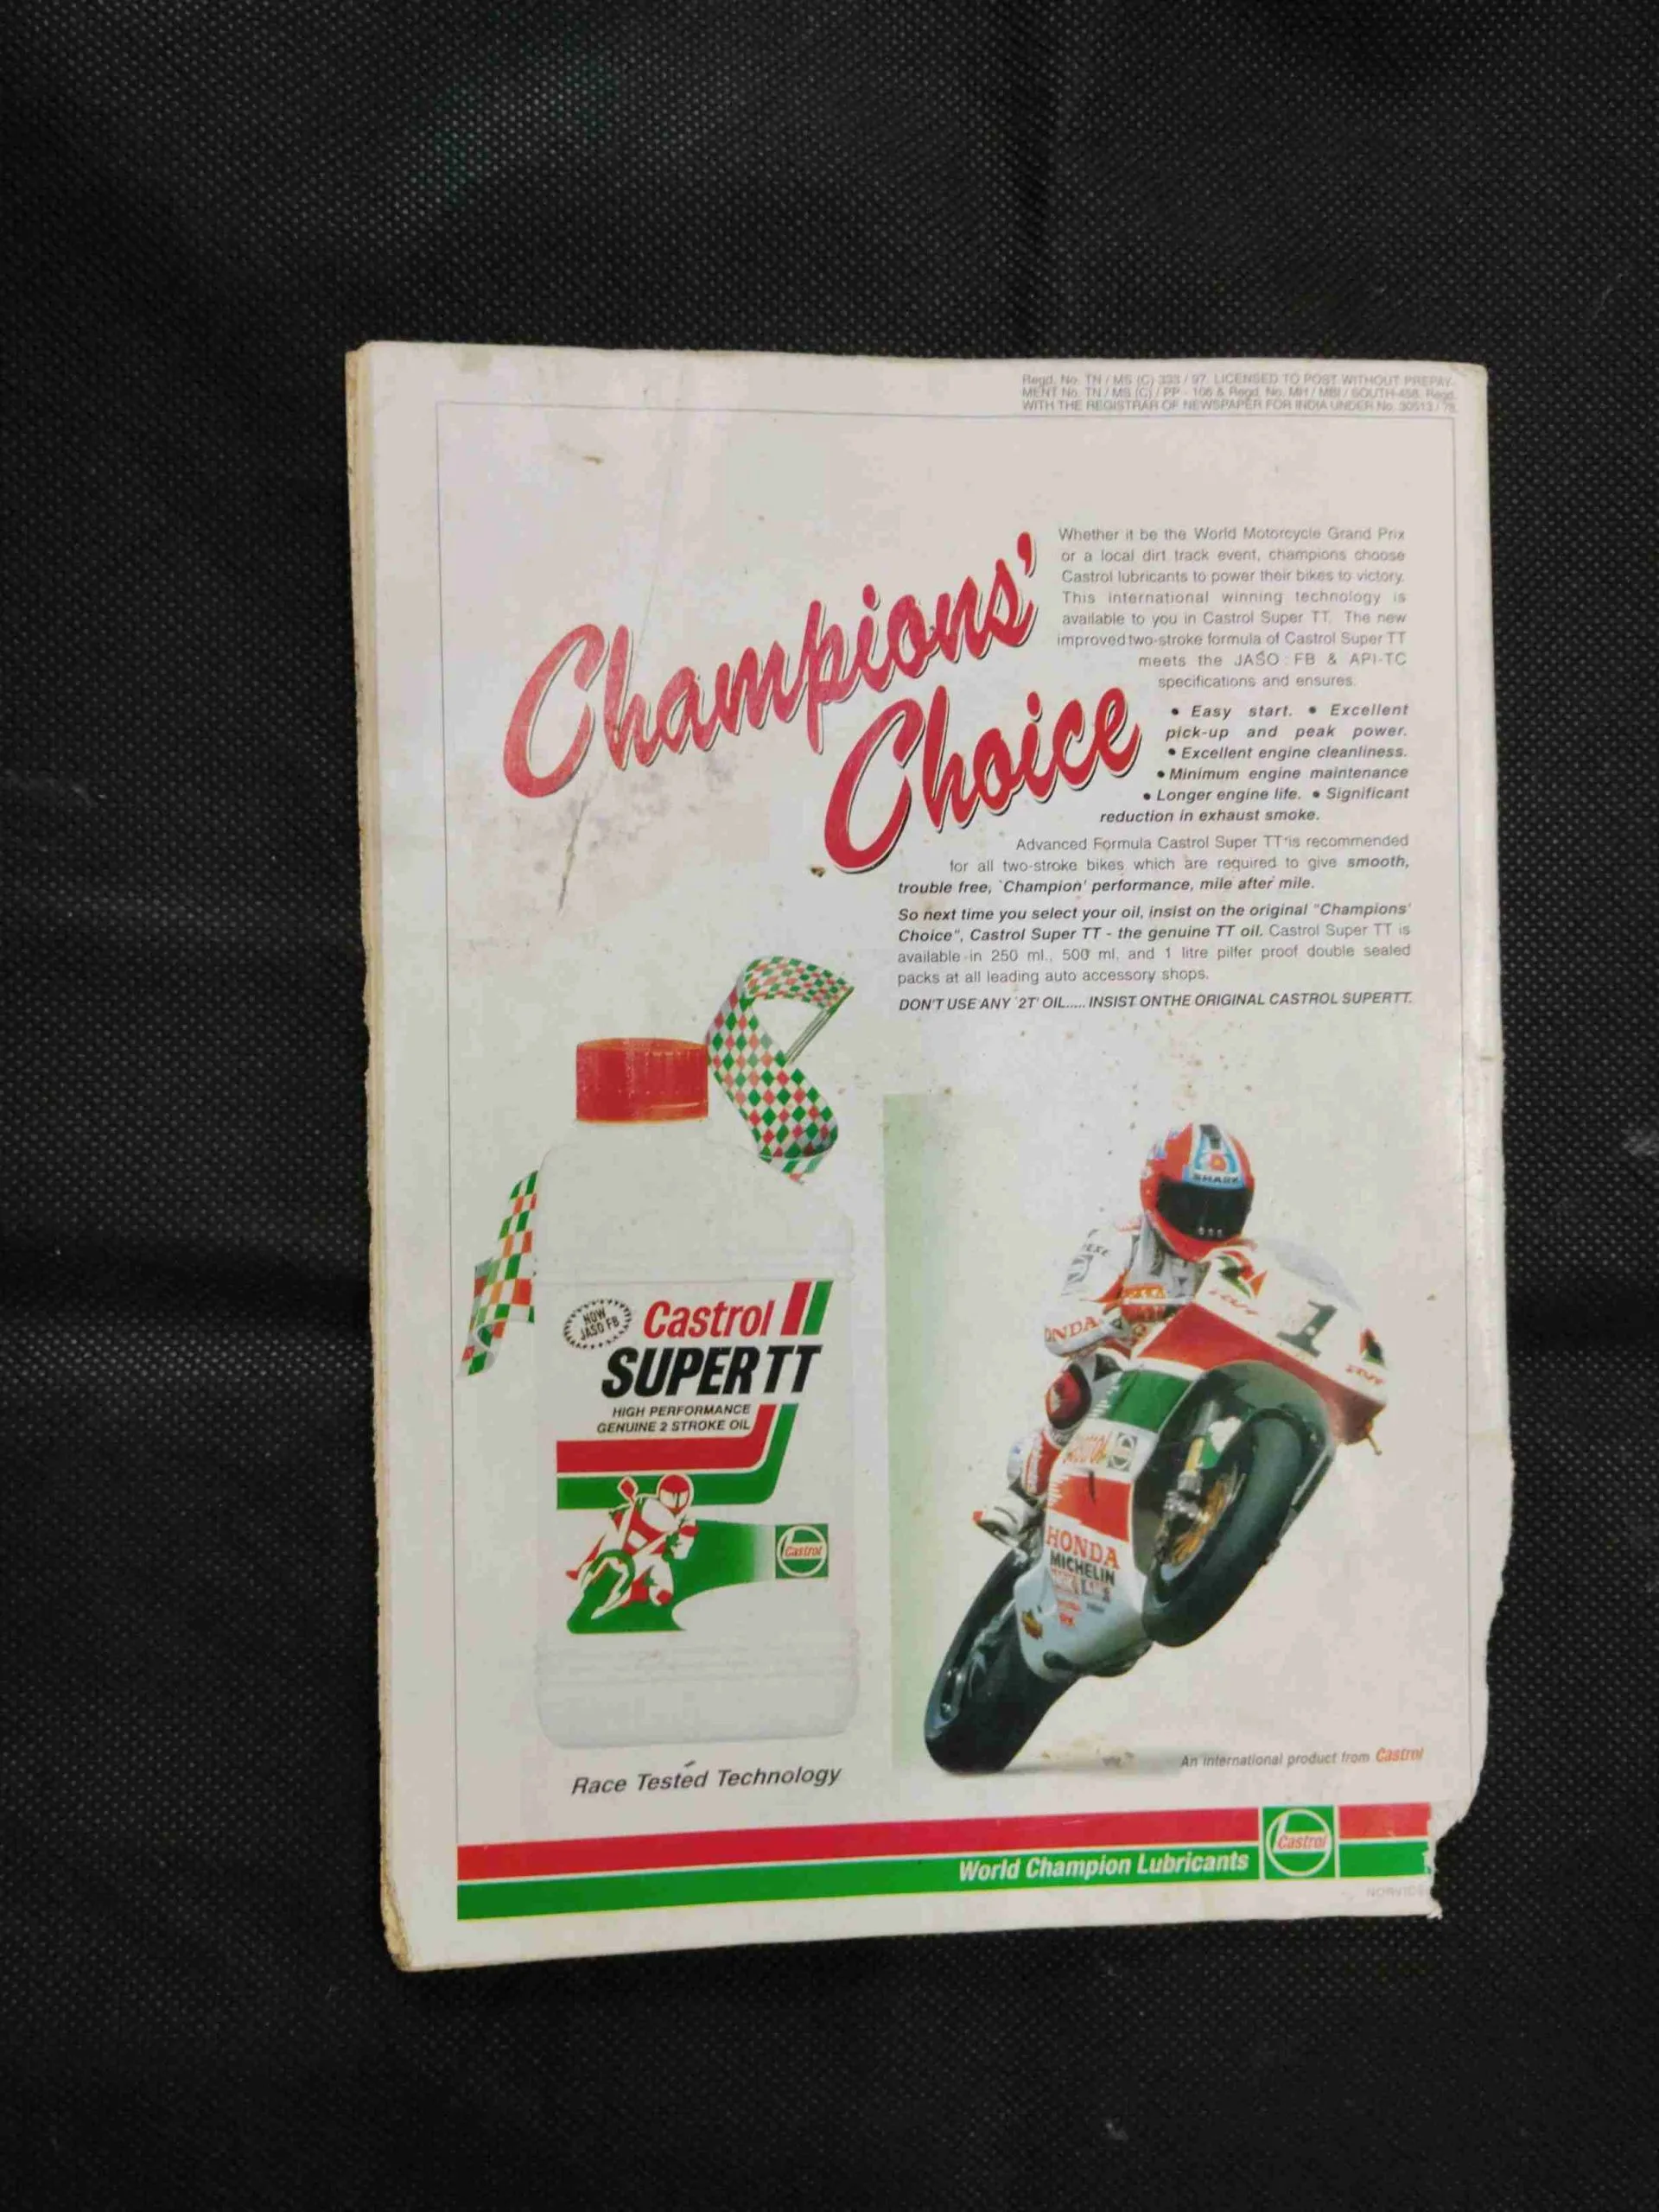 Regd. No. TN / MS (C) 333 / 97. LICENSED TO POST WITHOUT PREPAY-
MENT No. TN / MS (C) / PP - 106 & Regd. No. MH / MBI / SOUTH-458. Regd.
WITH THE REGISTRAR OF NEWSPAPER FOR INDIA UNDER No. 30513 / 76
Champions'
Choice
Whether it be the World Motorcycle Grand Prix
or a local dirt track event, champions choose
Castrol lubricants to power their bikes to victory.
This international winning technology is
available to you in Castrol Super TT. The new
improved two-stroke formula of Castrol Super TT
meets the JASO : FB & API-TC
specifications and ensures.
• Easy start. • Excellent
pick-up and peak power.
• Excellent engine cleanliness.
• Minimum engine maintenance
• Longer engine life. • Significant
reduction in exhaust smoke.
Advanced Formula Castrol Super TT is recommended
for all two-stroke bikes which are required to give smooth,
trouble free, `Champion' performance, mile after mile.
So next time you select your oil, insist on the original "Champions'
Choice", Castrol Super TT - the genuine TT oil. Castrol Super TT is
available in 250 ml., 500 ml, and 1 litre pilfer proof double sealed
packs at all leading auto accessory shops.
DON'T USE ANY `2T' OIL..... INSIST ONTHE ORIGINAL CASTROL SUPERTT.
SHARK
1
HONDA
Castrol
HONDA
MICHELIN
NOW
JASO FB
Castrol
SUPER TT
HIGH PERFORMANCE
GENUINE 2 STROKE OIL
Castrol
Race Tested Technology
An international product from Castrol
World Champion Lubricants
Castrol